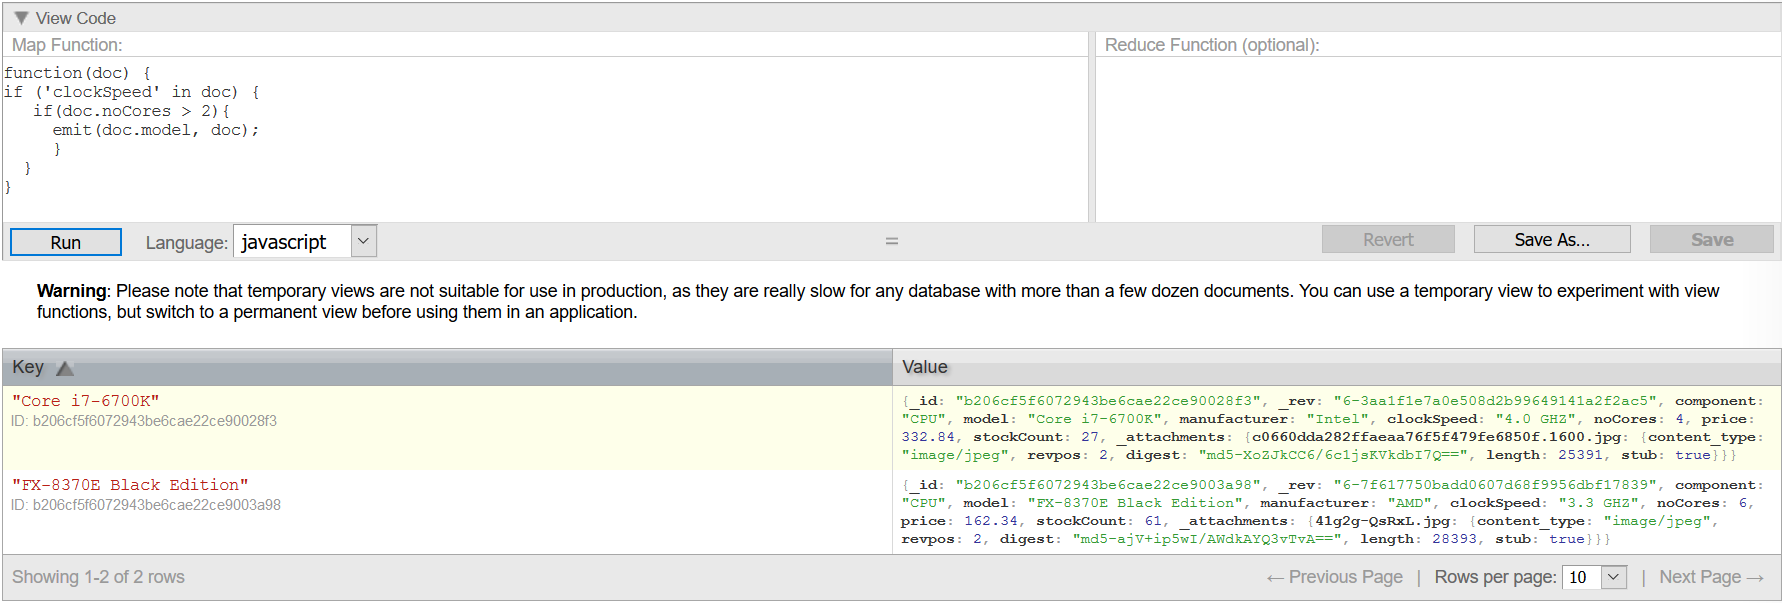 View Code
Map Function:
Reduce Function (optional):
function(doc) {
if ('clockSpeed' in doc) {
if(doc.noCores > 2){
emit(doc.model, doc);
}
}
}
Run
Language: javascript
=
Revert
Save As...
Save
Warning: Please note that temporary views are not suitable for use in production, as they are really slow for any database with more than a few dozen documents. You can use a temporary view to experiment with view
functions, but switch to a permanent view before using them in an application.
Key
Value
"Core i7-6700K"
ID: b206cf5f6072943be6cae22ce90028f3
{_id: "b206cf5f6072943be6cae22ce90028f3", _rev: "6-3aa1f1e7a0e508d2b99649141a2f2ac5", component:
"CPU", model: "Core i7-6700K", manufacturer: "Intel", clockSpeed: "4.0 GHZ", noCores: 4, price:
332.84, stockCount: 27, _attachments: {c0660dda282ffaeaa76f5f479fe6850f.1600.jpg: {content_type:
"image/jpeg", revpos: 2, digest: "md5-XoZJkCC6/6c1jsKVkdbI7Q==", length: 25391, stub: true}}}
"FX-8370E Black Edition"
ID: b206cf5f6072943be6cae22ce9003a98
{_id: "b206cf5f6072943be6cae22ce9003a98", _rev: "6-7f617750badd0607d68f9956dbf17839", component:
"CPU", model: "FX-8370E Black Edition", manufacturer: "AMD", clockSpeed: "3.3 GHZ", noCores: 6,
price: 162.34, stockCount: 61, _attachments: {41g2g-QsRxL.jpg: {content_type: "image/jpeg",
revpos: 2, digest: "md5-ajV+ip5wI/AWdkAYQ3vTvA==", length: 28393, stub: true}}}
Showing 1-2 of 2 rows
← Previous Page | Rows per page: 10 | Next Page →